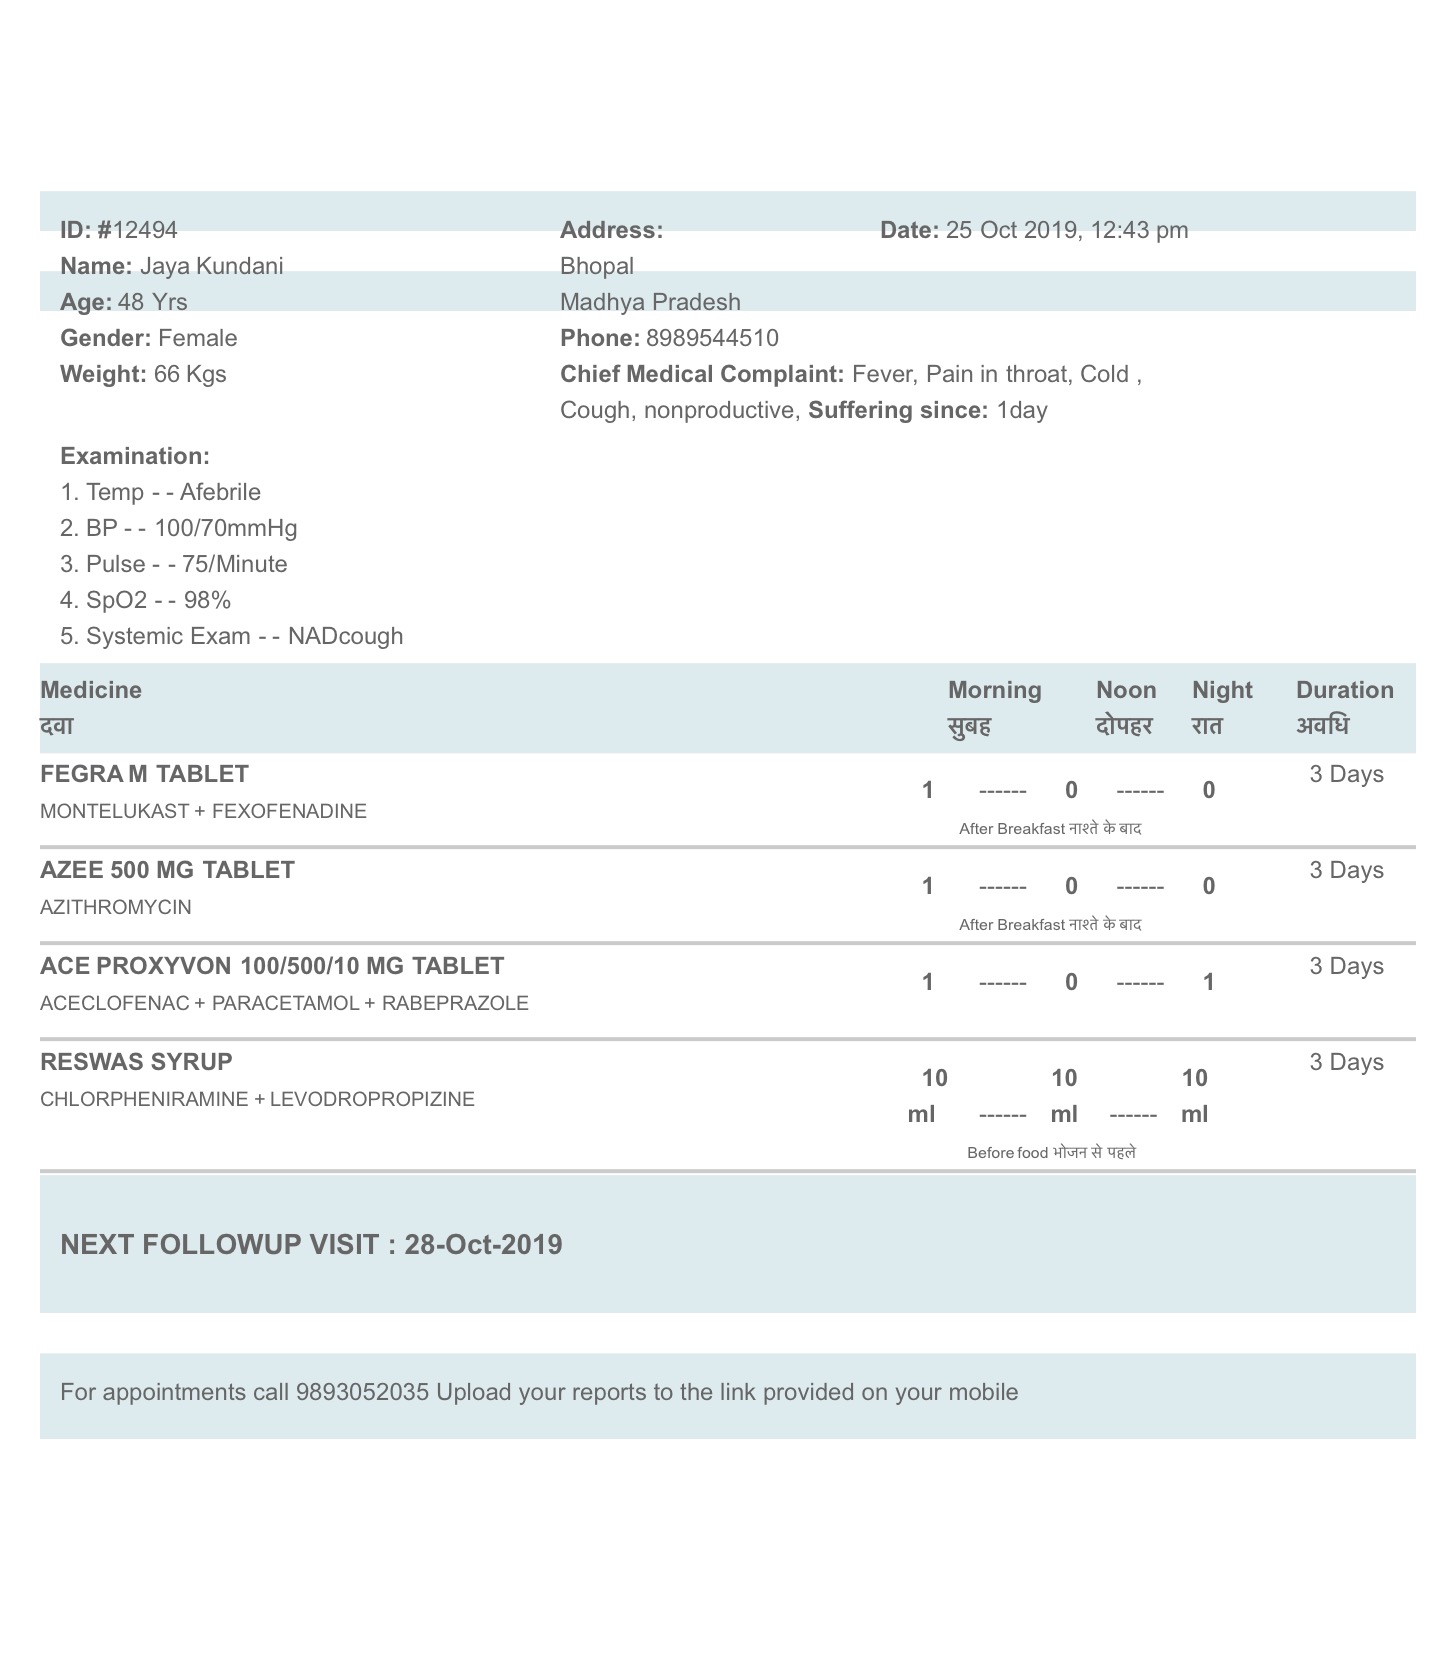 ID: #12494
Name: Jaya Kundani
Age: 48 Yrs
Gender: Female
Weight: 66 Kgs
Address:
Bhopal
Madhya Pradesh
Phone: 8989544510
Chief Medical Complaint: Fever, Pain in throat, Cold ,
Cough, nonproductive, Suffering since: 1day
Date: 25 Oct 2019, 12:43 pm
Examination:
1. Temp - - Afebrile
2. BP - - 100/70mmHg
3. Pulse - - 75/Minute
4. SpO2 - - 98%
5. Systemic Exam - - NADcough
Medicine Morning Noon Night Duration
दवा सुबह दोपहर रात अवधि
FEGRA M TABLET 3 Days
1 ------ 0 ------ 0
MONTELUKAST + FEXOFENADINE
After Breakfast नाश्ते के बाद
AZEE 500 MG TABLET 3 Days
1 ------ 0 ------ 0
AZITHROMYCIN
After Breakfast नाश्ते के बाद
ACE PROXYVON 100/500/10 MG TABLET 3 Days
1 ------ 0 ------ 1
ACECLOFENAC + PARACETAMOL + RABEPRAZOLE
RESWAS SYRUP 3 Days
10 10 10
CHLORPHENIRAMINE + LEVODROPROPIZINE
ml ------ ml ------ ml
Before food भोजन से पहले
NEXT FOLLOWUP VISIT : 28-Oct-2019
For appointments call 9893052035 Upload your reports to the link provided on your mobile